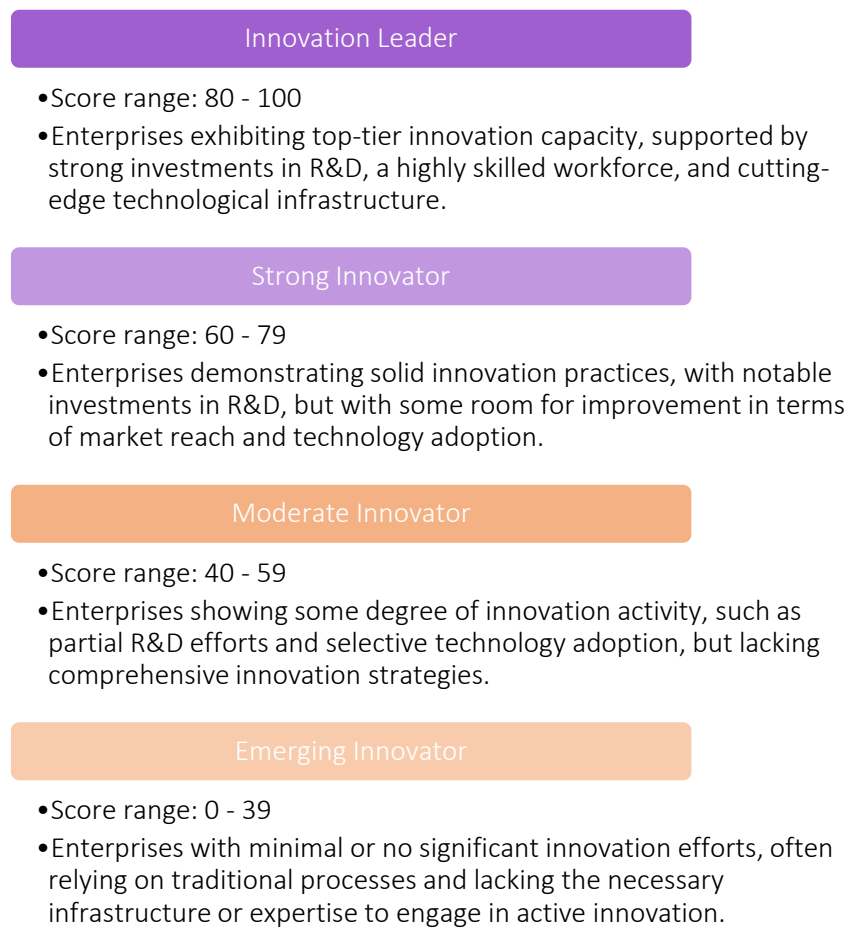 Innovation Leader
•Score range: 80 - 100
•Enterprises exhibiting top-tier innovation capacity, supported by
strong investments in R&D, a highly skilled workforce, and cutting-
edge technological infrastructure.
Strong Innovator
•Score range: 60 - 79
•Enterprises demonstrating solid innovation practices, with notable
investments in R&D, but with some room for improvement in terms
of market reach and technology adoption.
Moderate Innovator
•Score range: 40 - 59
•Enterprises showing some degree of innovation activity, such as
partial R&D efforts and selective technology adoption, but lacking
comprehensive innovation strategies.
Emerging Innovator
•Score range: 0 - 39
•Enterprises with minimal or no significant innovation efforts, often
relying on traditional processes and lacking the necessary
infrastructure or expertise to engage in active innovation.